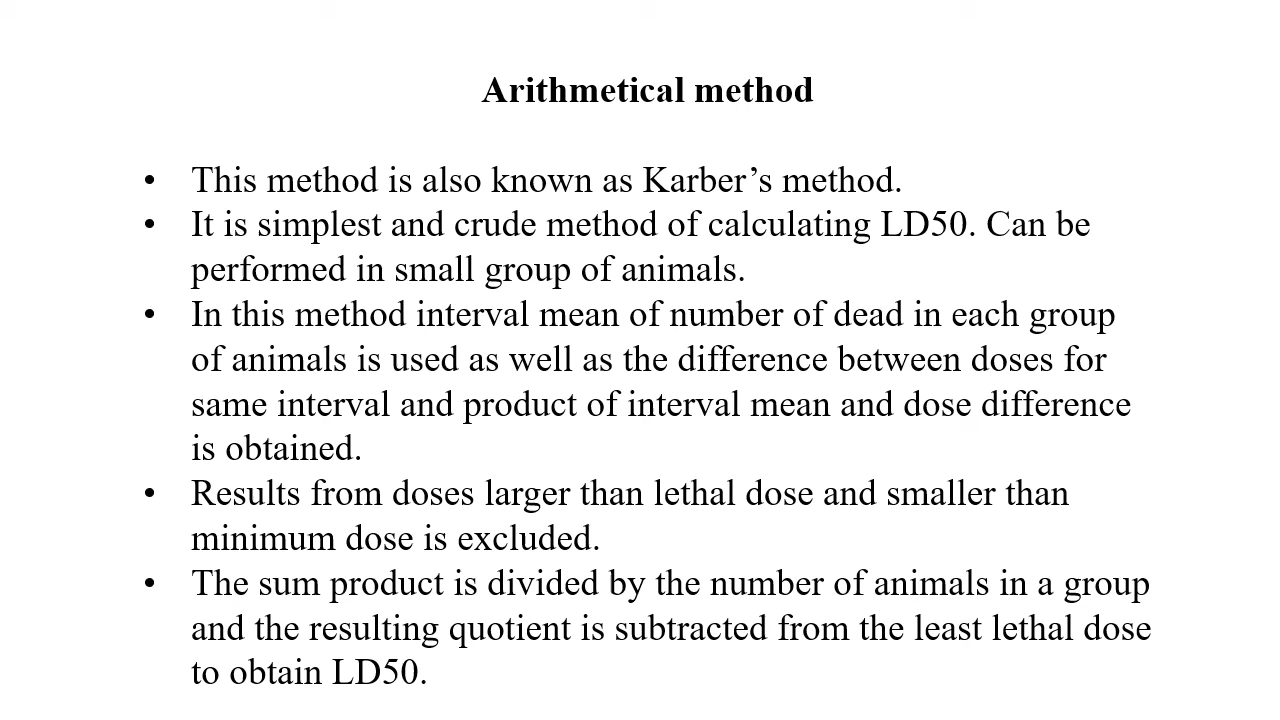 Arithmetical method
• This method is also known as Karber’s method.
• It is simplest and crude method of calculating LD50. Can be
performed in small group of animals.
• In this method interval mean of number of dead in each group
of animals is used as well as the difference between doses for
same interval and product of interval mean and dose difference
is obtained.
• Results from doses larger than lethal dose and smaller than
minimum dose is excluded.
• The sum product is divided by the number of animals in a group
and the resulting quotient is subtracted from the least lethal dose
to obtain LD50.